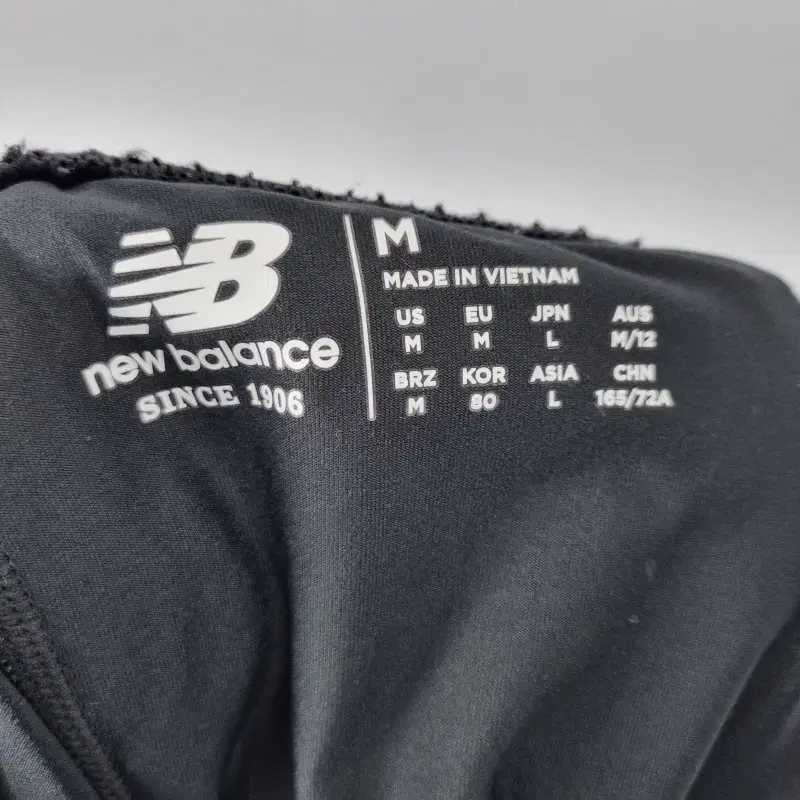 NB
new balance
SINCE 1906
M
MADE IN VIETNAM
US EU JPN AUS
M M L M/12
BRZ KOR ASIA CHN
M 80 L 165/72A